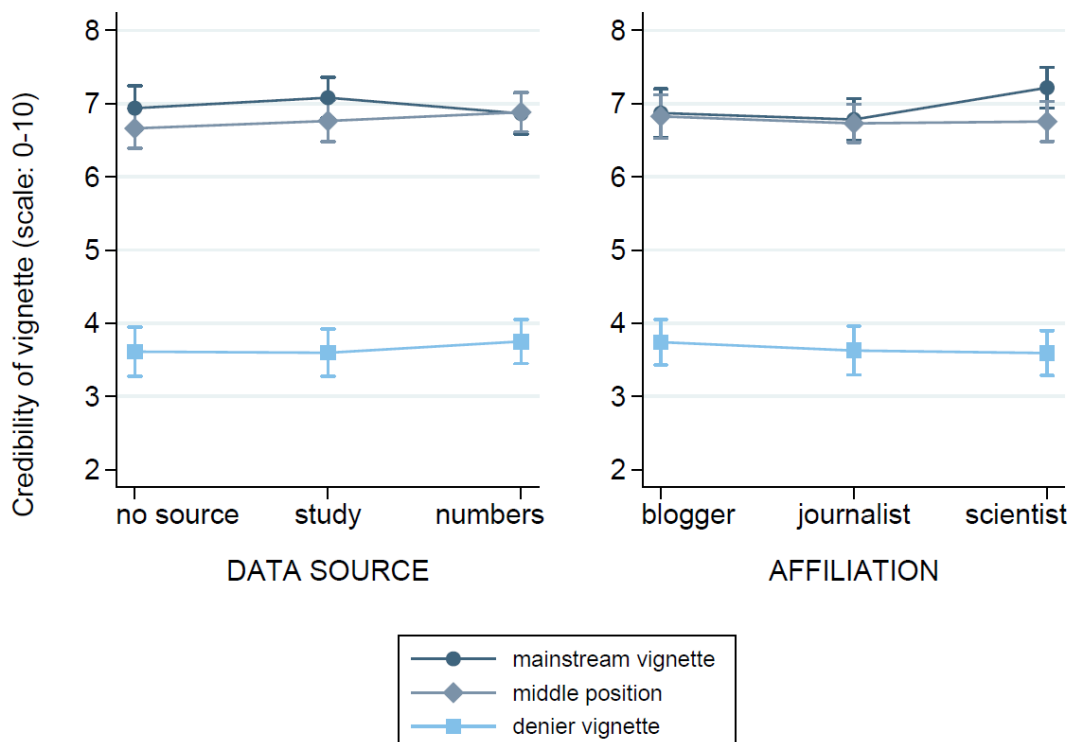 Credibility of vignette (scale: 0-10)
8
7
6
5
4
3
2
no source study numbers
DATA SOURCE
8
7
6
5
4
3
2
blogger journalist scientist
AFFILIATION
mainstream vignette
middle position
denier vignette